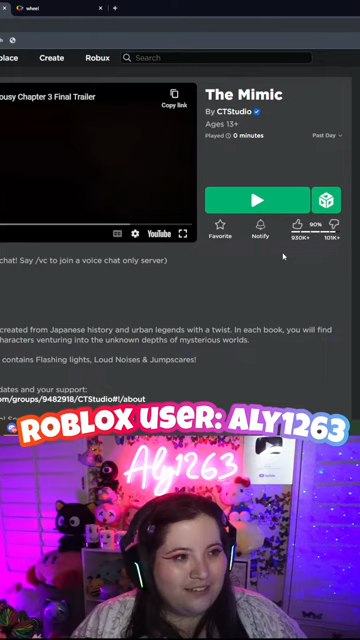 wheel
place
Create
Robux
Search
ousy Chapter 3 Final Trailer
Copy link
The Mimic
By CTStudio
Ages 13+
Played 0 minutes
Past Day
YouTube
Favorite
Notify
90%
930K+
101K+
chat! Say /vc to join a voice chat only server)
created from Japanese history and urban legends with a twist. In each book, you will find
characters venturing into the unknown depths of mysterious worlds.
contains Flashing lights, Loud Noises & Jumpscares!
dates and your support:
com/groups/9482918/CTStudio#!/about
ROBLOX USER: ALY1263
Aly1263